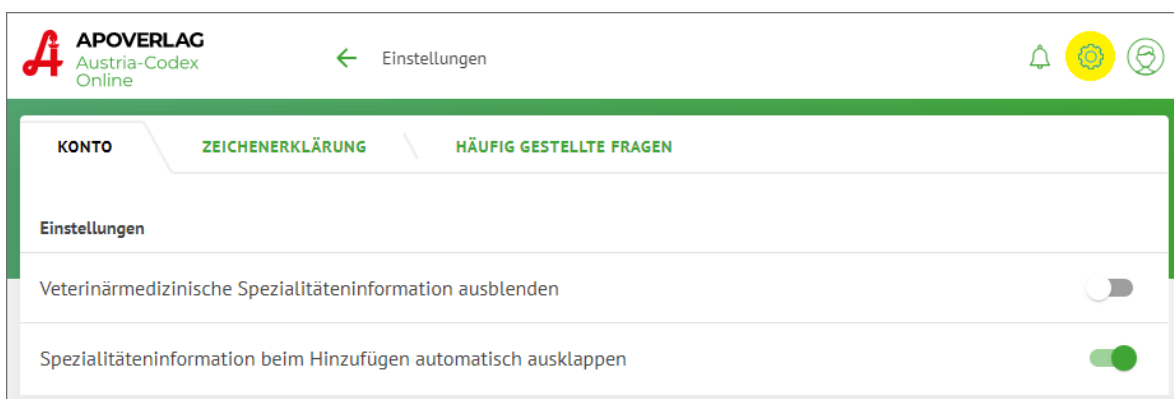 APOVERLAG
Austria-Codex
Online
Einstellungen
KONTO
ZEICHENERKLÄRUNG
HÄUFIG GESTELLTE FRAGEN
Einstellungen
Veterinärmedizinische Spezialitäteninformation ausblenden
Spezialitäteninformation beim Hinzufügen automatisch ausklappen